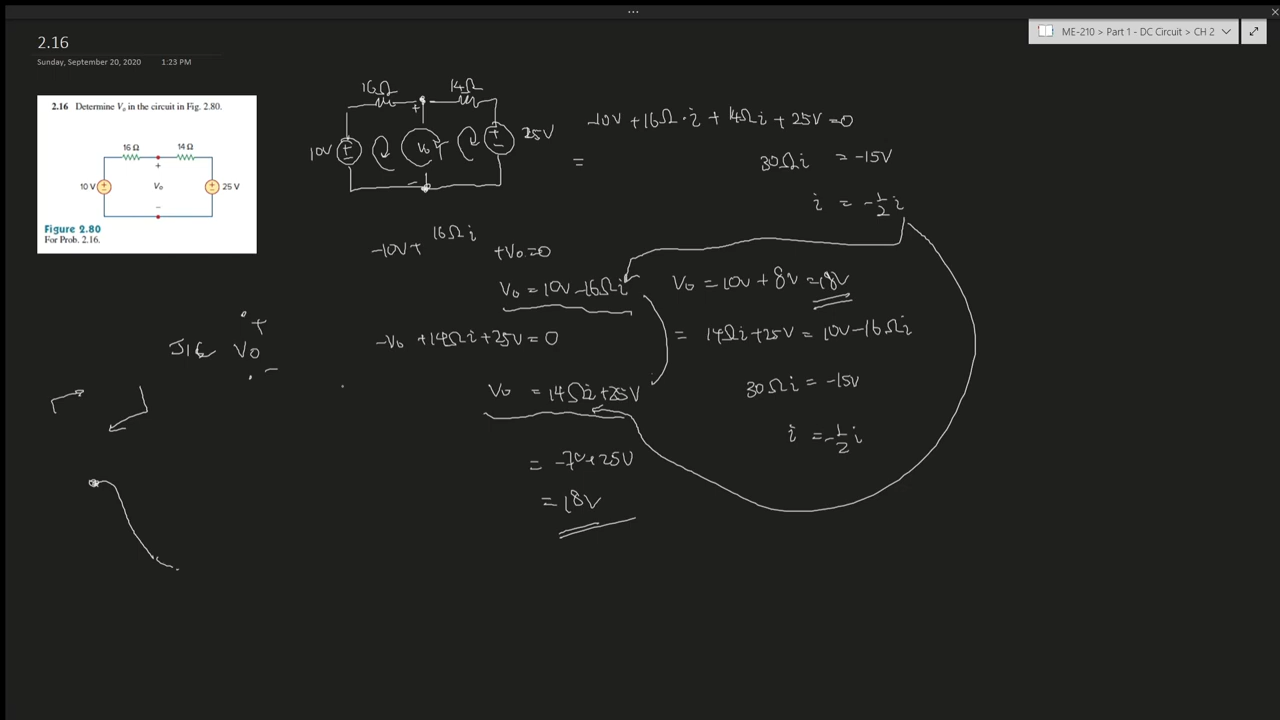 2.16
Sunday, September 20, 2020 1:23 PM
ME-210 > Part 1 - DC Circuit > CH 2
2.16 Determine Vo in the circuit in Fig. 2.80.
16 Ω 14 Ω
+
10 V + − Vo + − 25 V
−
Figure 2.80
For Prob. 2.16.
16Ω 14Ω
+
10V Vo 25V
−
-10V + 16Ω·i + 14Ωi + 25V = 0
=
30Ωi = -15V
i = -1/2 i
-10V + 16Ωi + Vo = 0
Vo = 10V - 16Ωi
Vo = 10V + 8V = 18V
-Vo + 14Ωi + 25V = 0
= 14Ωi + 25V = 10V - 16Ωi
+
Vo
−
Vo = 14Ωi + 25V
30Ωi = -15V
i = -1/2 i
= -7V + 25V
= 18V